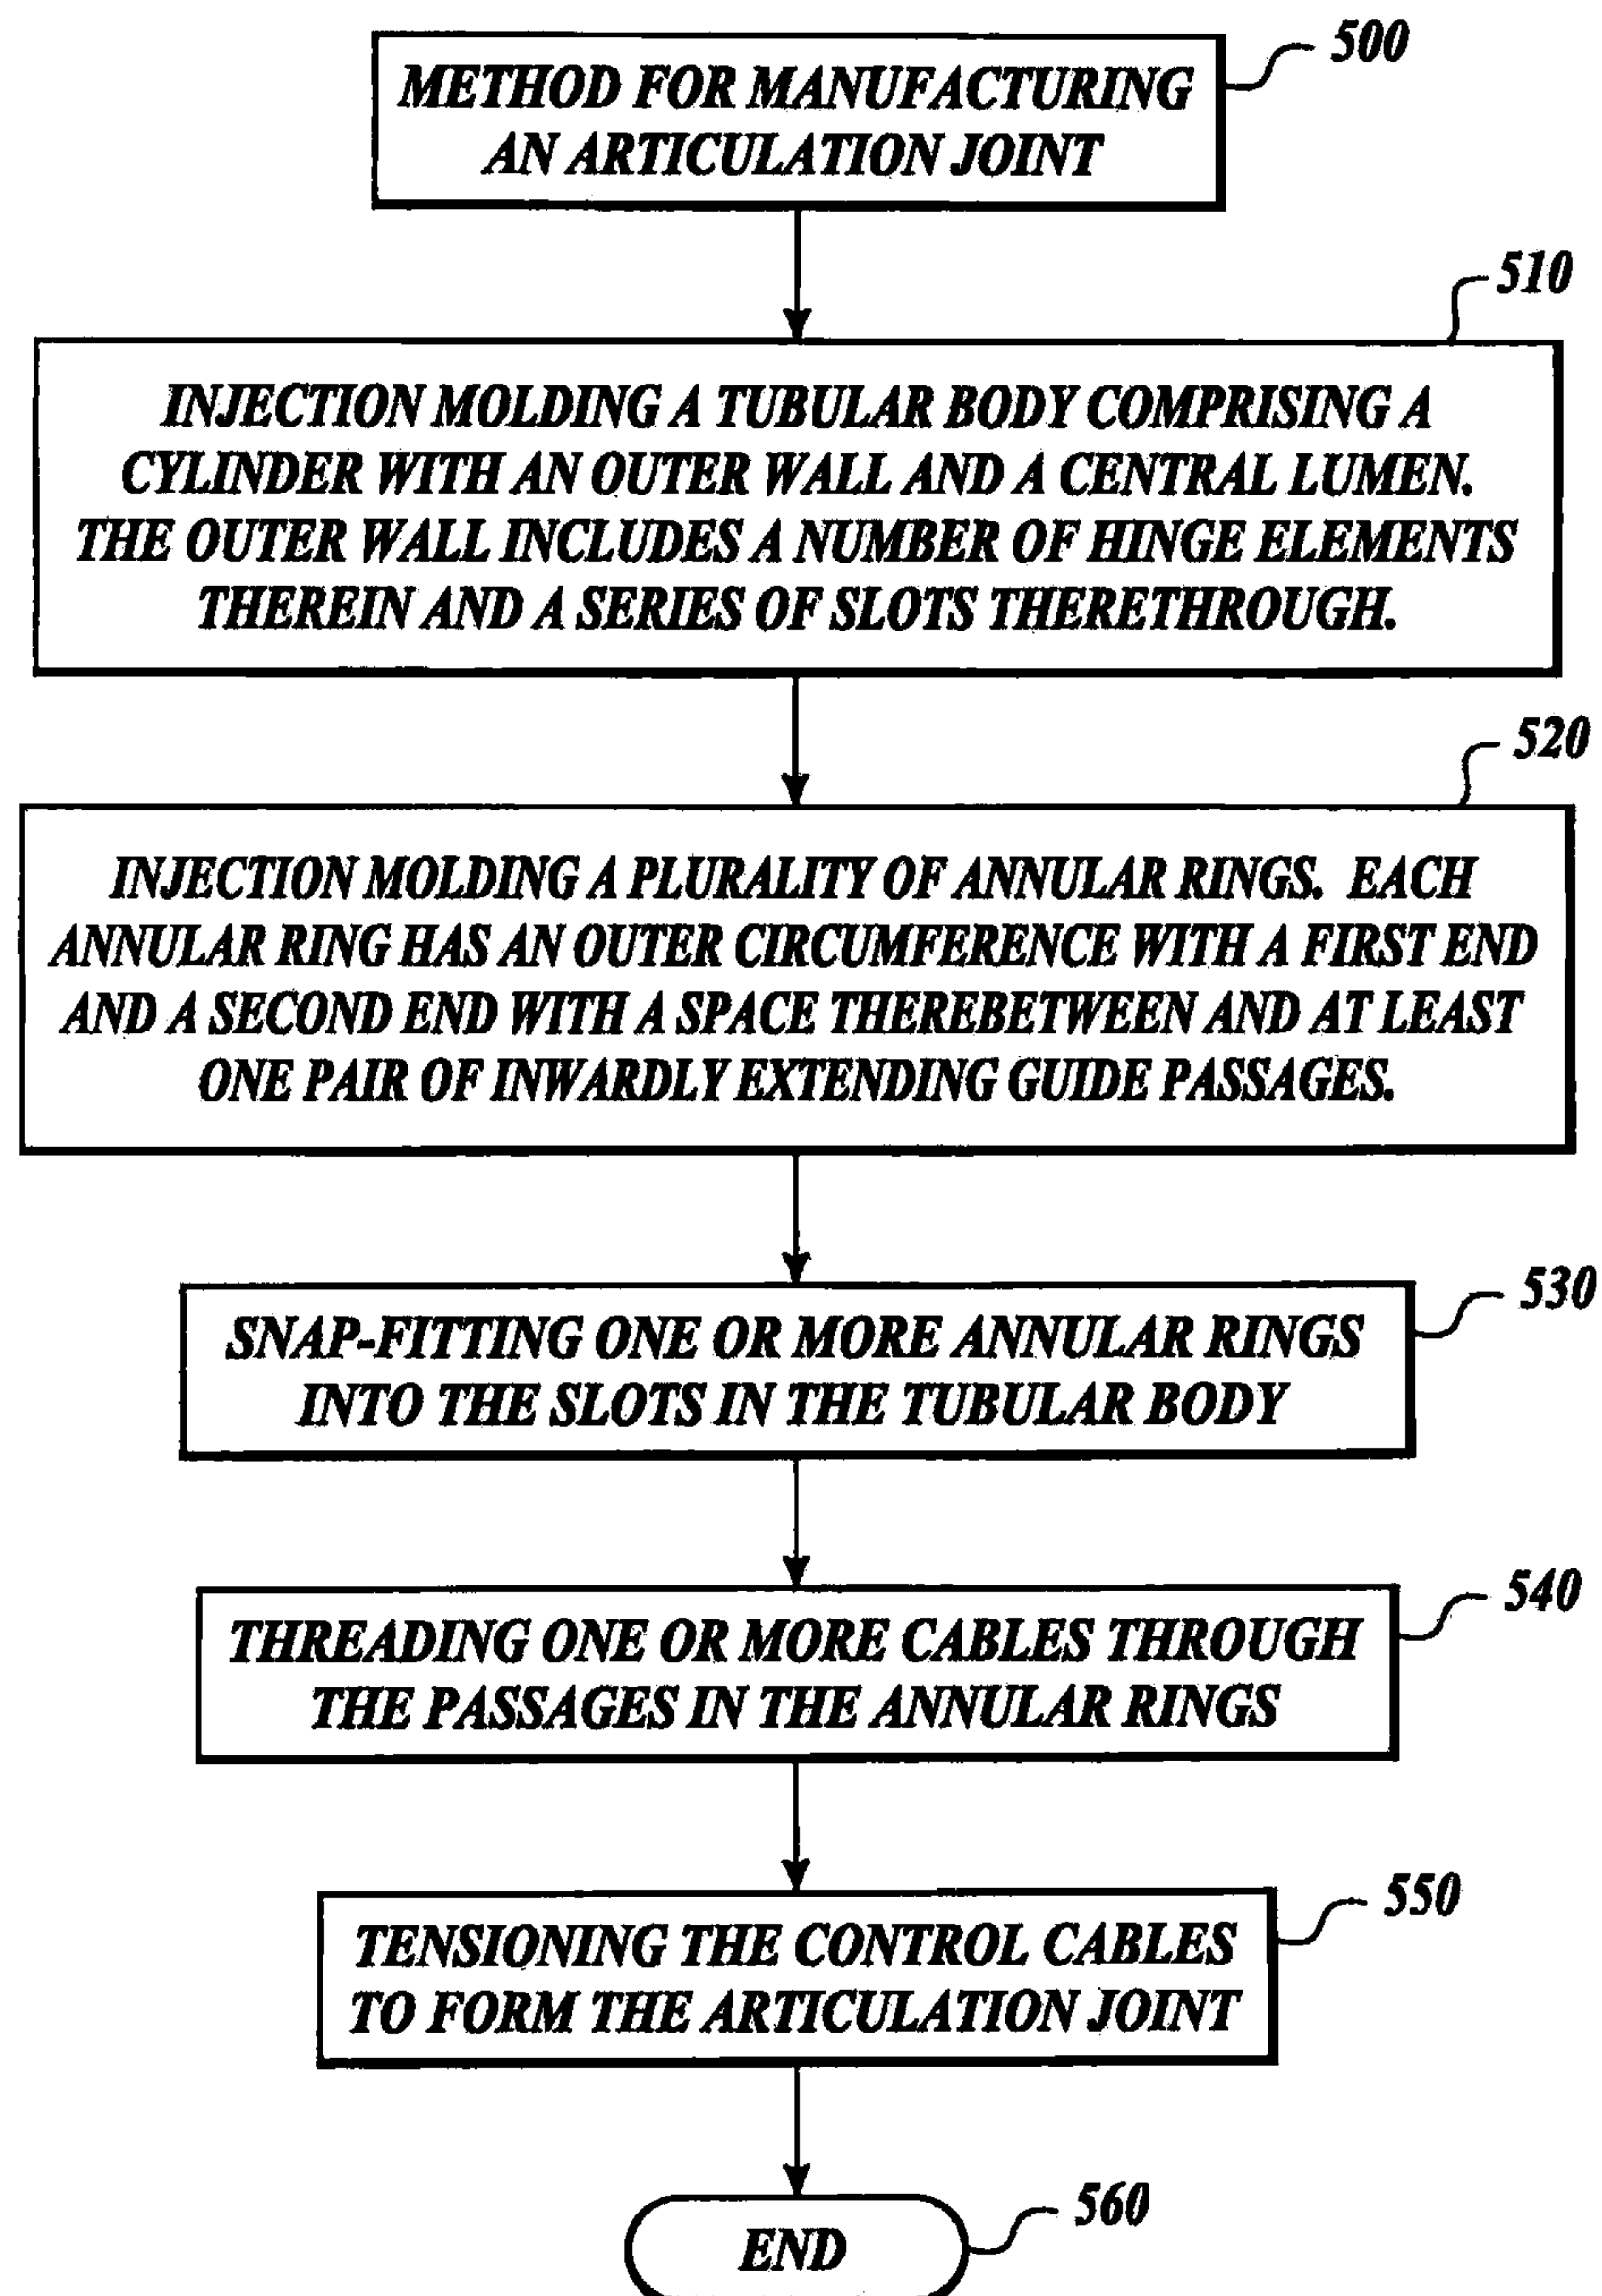 500
METHOD FOR MANUFACTURING
AN ARTICULATION JOINT
510
INJECTION MOLDING A TUBULAR BODY COMPRISING A
CYLINDER WITH AN OUTER WALL AND A CENTRAL LUMEN.
THE OUTER WALL INCLUDES A NUMBER OF HINGE ELEMENTS
THEREIN AND A SERIES OF SLOTS THERETHROUGH.
520
INJECTION MOLDING A PLURALITY OF ANNULAR RINGS. EACH
ANNULAR RING HAS AN OUTER CIRCUMFERENCE WITH A FIRST END
AND A SECOND END WITH A SPACE THEREBETWEEN AND AT LEAST
ONE PAIR OF INWARDLY EXTENDING GUIDE PASSAGES.
530
SNAP-FITTING ONE OR MORE ANNULAR RINGS
INTO THE SLOTS IN THE TUBULAR BODY
540
THREADING ONE OR MORE CABLES THROUGH
THE PASSAGES IN THE ANNULAR RINGS
550
TENSIONING THE CONTROL CABLES
TO FORM THE ARTICULATION JOINT
560
END